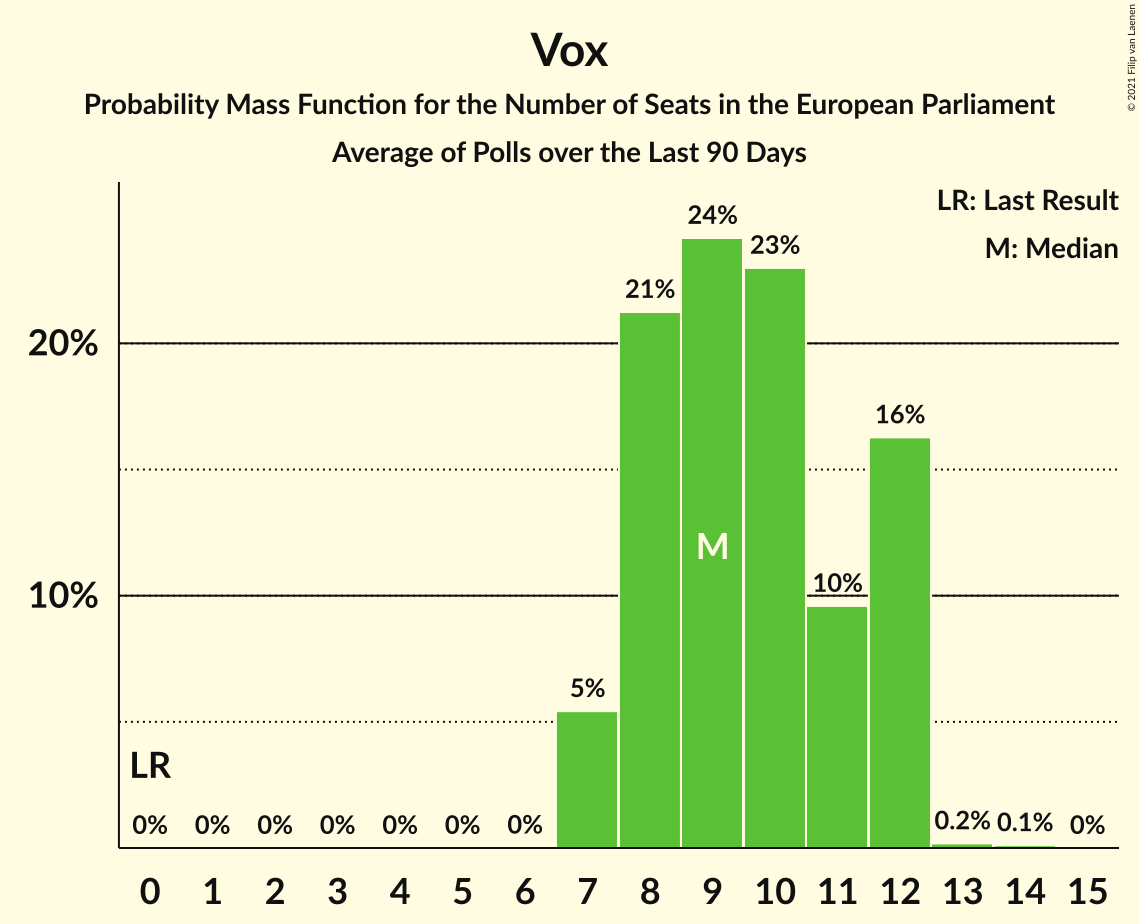 Vox
Probability Mass Function for the Number of Seats in the European Parliament
Average of Polls over the Last 90 Days
© 2021 Filip van Laenen
LR: Last Result
M: Median
24%
23%
21%
20%
16%
M
10%
10%
5%
LR
0% 0% 0% 0% 0% 0% 0% 0.2% 0.1% 0%
0 1 2 3 4 5 6 7 8 9 10 11 12 13 14 15